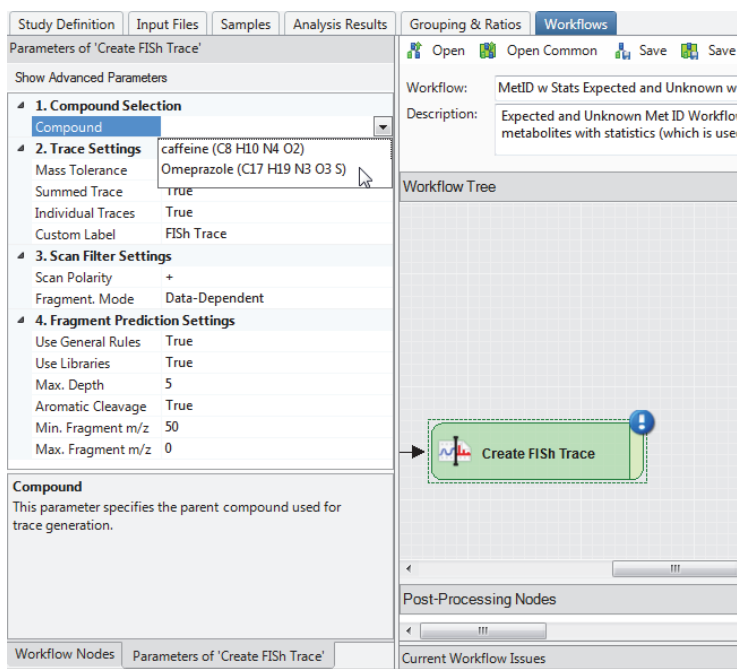 Study Definition Input Files Samples Analysis Results Grouping & Ratios Workflows
Parameters of 'Create FISh Trace'
Show Advanced Parameters
1. Compound Selection
Compound
caffeine (C8 H10 N4 O2)
Omeprazole (C17 H19 N3 O3 S)
2. Trace Settings
Mass Tolerance
Summed Trace True
Individual Traces True
Custom Label FISh Trace
3. Scan Filter Settings
Scan Polarity +
Fragment. Mode Data-Dependent
4. Fragment Prediction Settings
Use General Rules True
Use Libraries True
Max. Depth 5
Aromatic Cleavage True
Min. Fragment m/z 50
Max. Fragment m/z 0
Compound
This parameter specifies the parent compound used for
trace generation.
Workflow Nodes Parameters of 'Create FISh Trace'
Open Open Common Save Save
Workflow: MetID w Stats Expected and Unknown w
Description: Expected and Unknown Met ID Workflo
metabolites with statistics (which is use
Workflow Tree
Create FISh Trace
Post-Processing Nodes
Current Workflow Issues